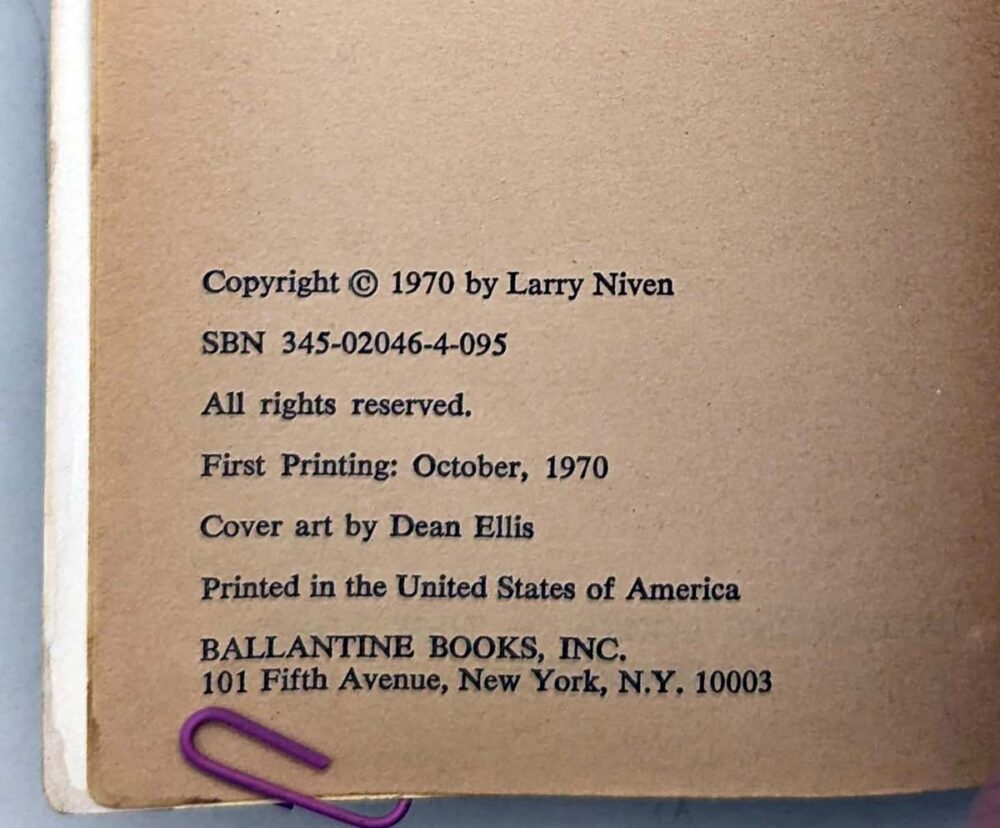 Copyright © 1970 by Larry Niven
SBN 345-02046-4-095
All rights reserved.
First Printing: October, 1970
Cover art by Dean Ellis
Printed in the United States of America
BALLANTINE BOOKS, INC.
101 Fifth Avenue, New York, N.Y. 10003